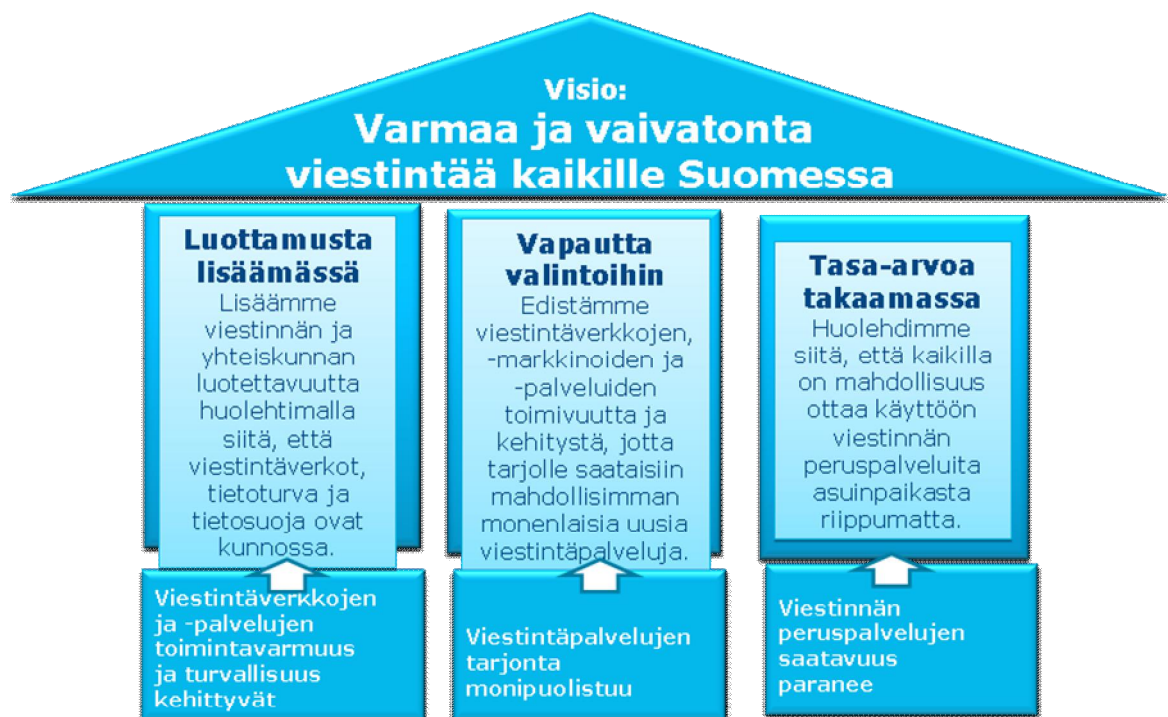 Visio:
Varmaa ja vaivatonta
viestintää kaikille Suomessa
Luottamusta
lisäämässä
Lisäämme
viestinnän ja
yhteiskunnan
luotettavuutta
huolehtimalla
siitä, että
viestintäverkot,
tietoturva ja
tietosuoja ovat
kunnossa.
Viestintäverkkojen
ja -palvelujen
toimintavarmuus
ja turvallisuus
kehittyvät
Vapautta
valintoihin
Edistämme
viestintäverkkojen,
-markkinoiden ja
-palveluiden
toimivuutta ja
kehitystä, jotta
tarjolle saataisiin
mahdollisimman
monenlaisia uusia
viestintäpalveluja.
Viestintäpalvelujen
tarjonta
monipuolistuu
Tasa-arvoa
takaamassa
Huolehdimme
siitä, että kaikilla
on mahdollisuus
ottaa käyttöön
viestinnän
peruspalveluita
asuinpaikasta
riippumatta.
Viestinnän
peruspalvelujen
saatavuus
paranee